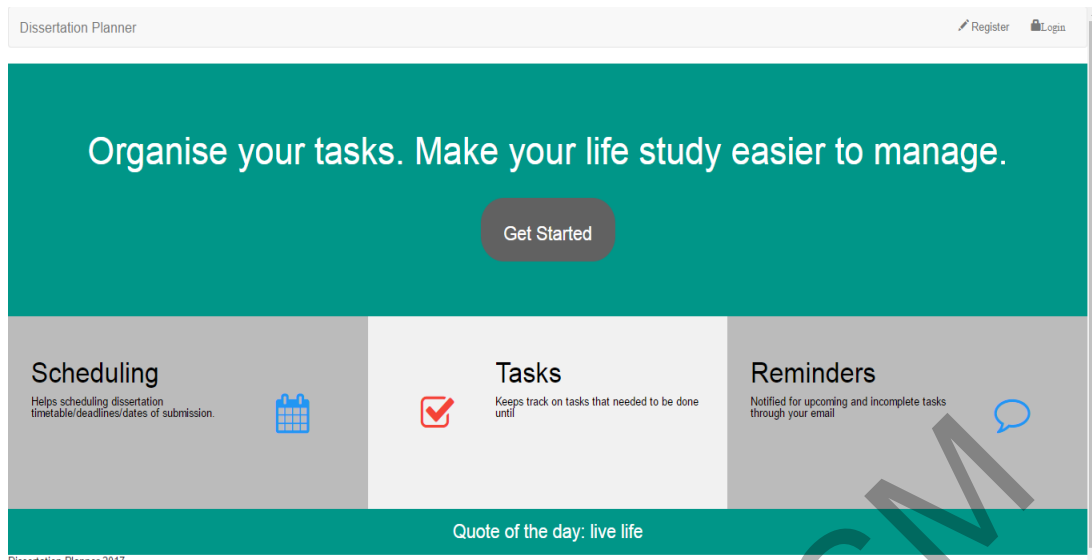 Dissertation Planner
Register
Login
Organise your tasks. Make your life study easier to manage.
Get Started
Scheduling
Helps scheduling dissertation
timetable/deadlines/dates of submission.
Tasks
Keeps track on tasks that needed to be done
until
Reminders
Notified for upcoming and incomplete tasks
through your email
Quote of the day: live life
Dissertation Planner 2017